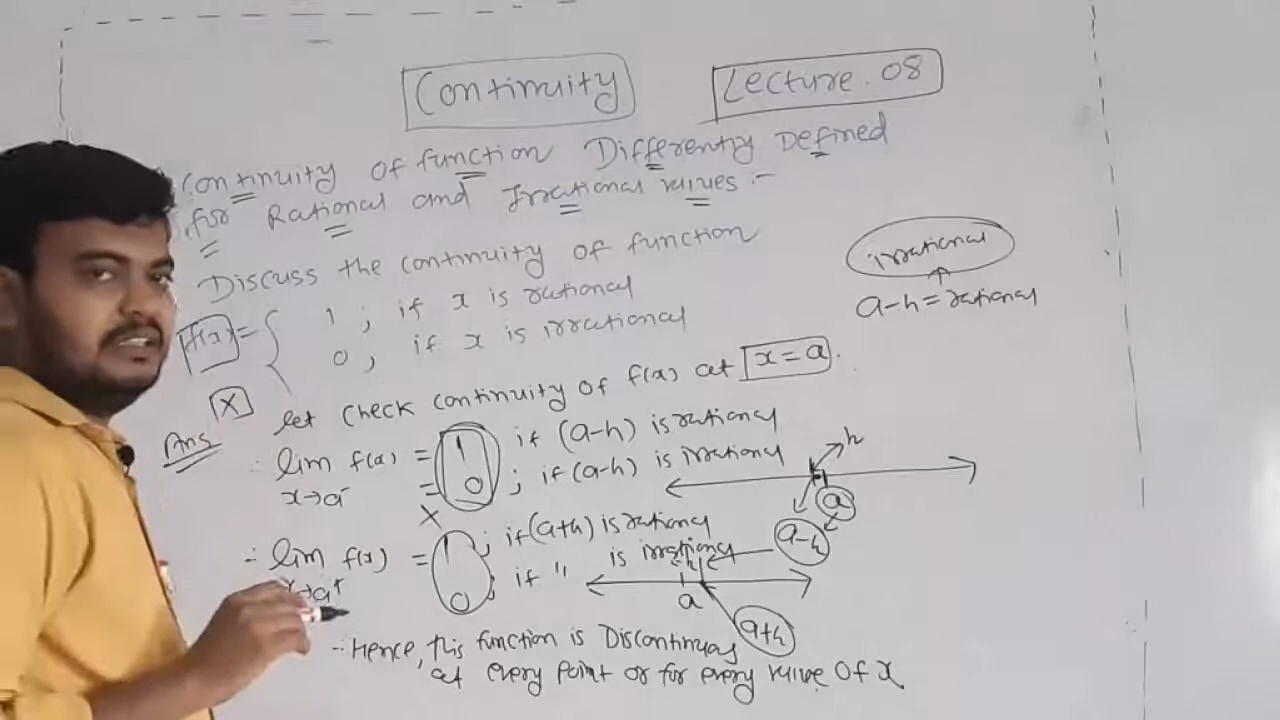 Continuity
Lecture.08
Continuity of function Differently Defined
for Rational and Irrational values :-
Discuss the continuity of function
f(x) = { 1 ; if x is rational
0 , if x is irrational
irrational
a-h = rational
X
Ans
let check continuity of f(x) at x = a.
∴ lim f(a) = 1 if (a-h) is rational
x→a⁻ = 0 ; if (a-h) is irrational
h
a
a-h
X
∴ lim f(x) = 1 ; if (a+h) is rational
x→a⁺ 0 ; if " is irrational
h
a
a+h
∴ Hence, this function is Discontinuous
at every point or for every value of x